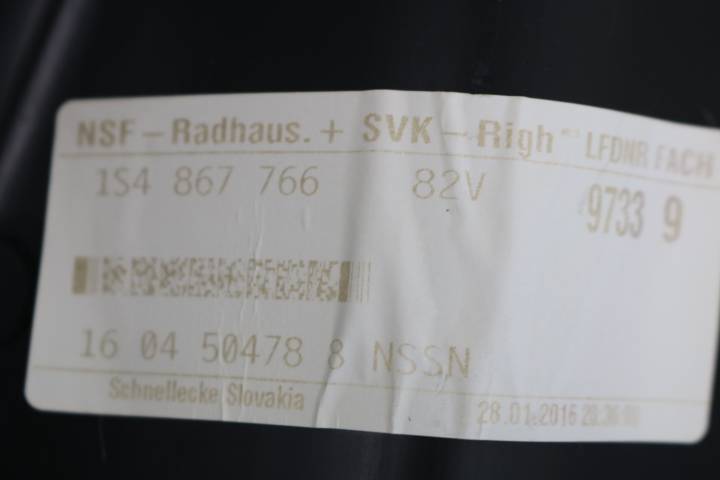 NSF – Radhaus. + SVK – Righ LFDNR FACH
1S4 867 766 82V 9733 9
16 04 50478 8 NSSN
Schnellecke Slovakia
28.01.2016